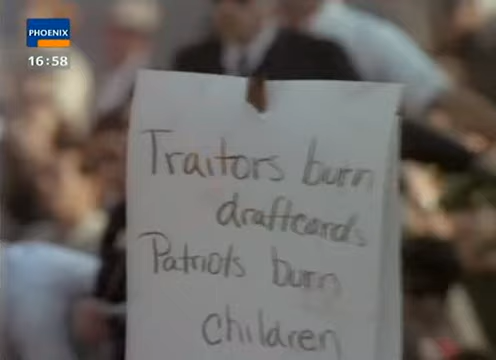 PHOENIX
16:58
Traitors burn
draftcards
Patriots burn
children